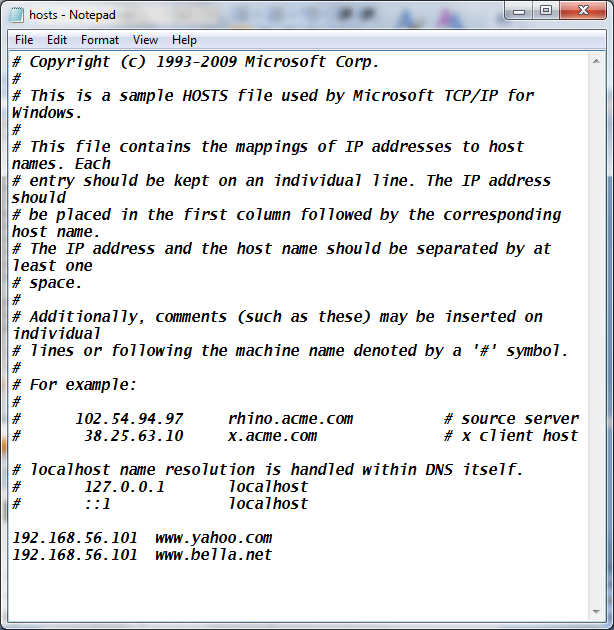 hosts - Notepad
File Edit Format View Help
# Copyright (c) 1993-2009 Microsoft Corp.
#
# This is a sample HOSTS file used by Microsoft TCP/IP for
Windows.
#
# This file contains the mappings of IP addresses to host
names. Each
# entry should be kept on an individual line. The IP address
should
# be placed in the first column followed by the corresponding
host name.
# The IP address and the host name should be separated by at
least one
# space.
#
# Additionally, comments (such as these) may be inserted on
individual
# lines or following the machine name denoted by a '#' symbol.
#
# For example:
#
#      102.54.94.97     rhino.acme.com          # source server
#       38.25.63.10     x.acme.com              # x client host

# localhost name resolution is handled within DNS itself.
#       127.0.0.1       localhost
#       ::1             localhost

192.168.56.101  www.yahoo.com
192.168.56.101  www.bella.net